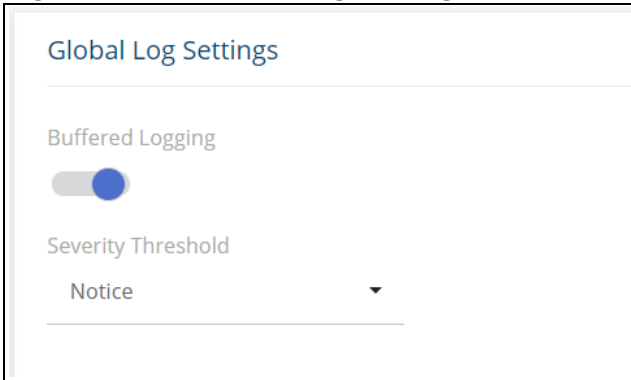 Global Log Settings
Buffered Logging
Severity Threshold
Notice